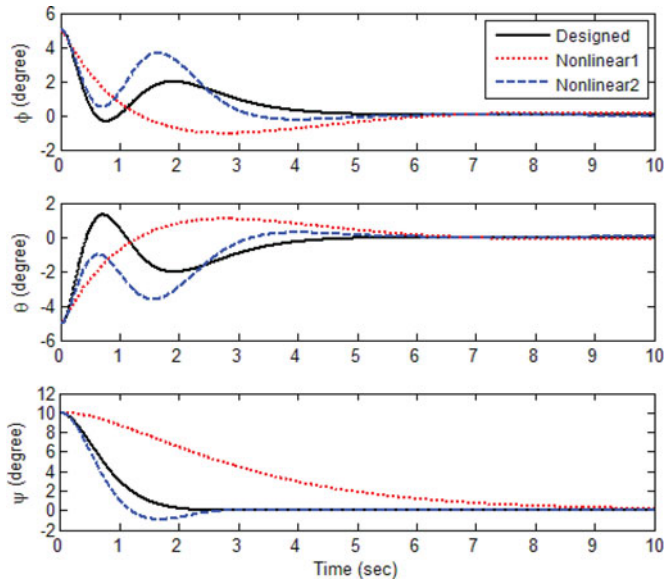 6
4
2
0
-2
ϕ (degree)
Designed
Nonlinear1
Nonlinear2
0 1 2 3 4 5 6 7 8 9 10
2
0
-2
-4
-6
θ (degree)
0 1 2 3 4 5 6 7 8 9 10
12
10
8
6
4
2
0
-2
ψ (degree)
0 1 2 3 4 5 6 7 8 9 10
Time (sec)